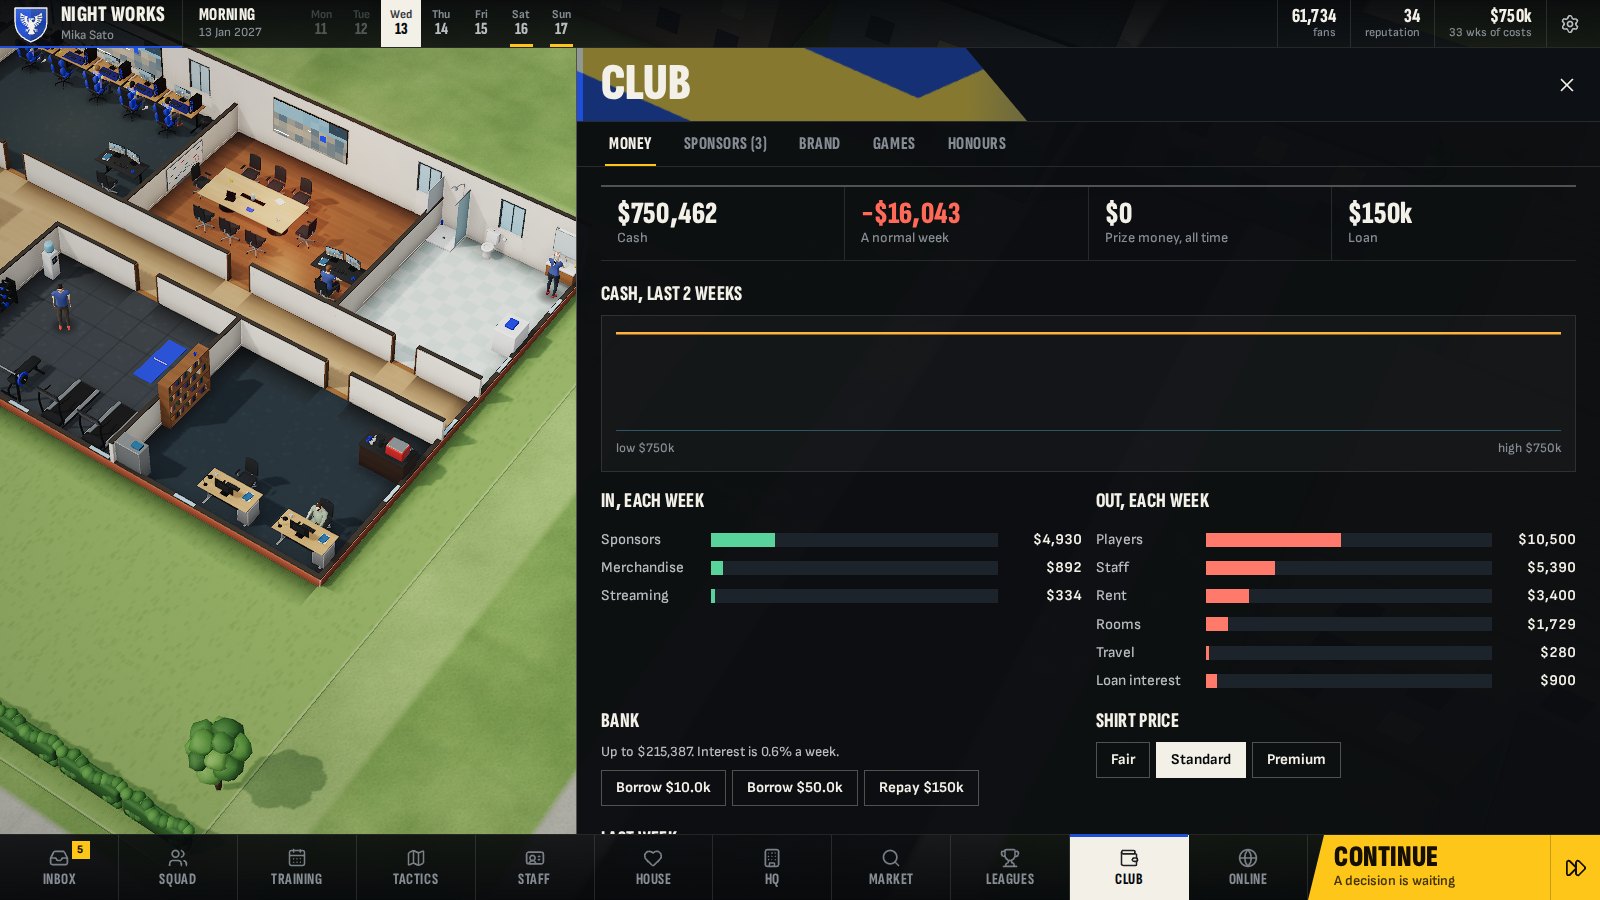 NIGHT WORKS
Mika Sato
MORNING
13 Jan 2027
Mon 11
Tue 12
Wed 13
Thu 14
Fri 15
Sat 16
Sun 17
61,734
fans
34
reputation
$750k
33 wks of costs
CLUB
MONEY
SPONSORS (3)
BRAND
GAMES
HONOURS
$750,462
Cash
-$16,043
A normal week
$0
Prize money, all time
$150k
Loan
CASH, LAST 2 WEEKS
low $750k
high $750k
IN, EACH WEEK
Sponsors $4,930
Merchandise $892
Streaming $334
OUT, EACH WEEK
Players $10,500
Staff $5,390
Rent $3,400
Rooms $1,729
Travel $280
Loan interest $900
BANK
Up to $215,387. Interest is 0.6% a week.
Borrow $10.0k
Borrow $50.0k
Repay $150k
SHIRT PRICE
Fair
Standard
Premium
LAST WEEK
5
INBOX
SQUAD
TRAINING
TACTICS
STAFF
HOUSE
HQ
MARKET
LEAGUES
CLUB
ONLINE
CONTINUE
A decision is waiting